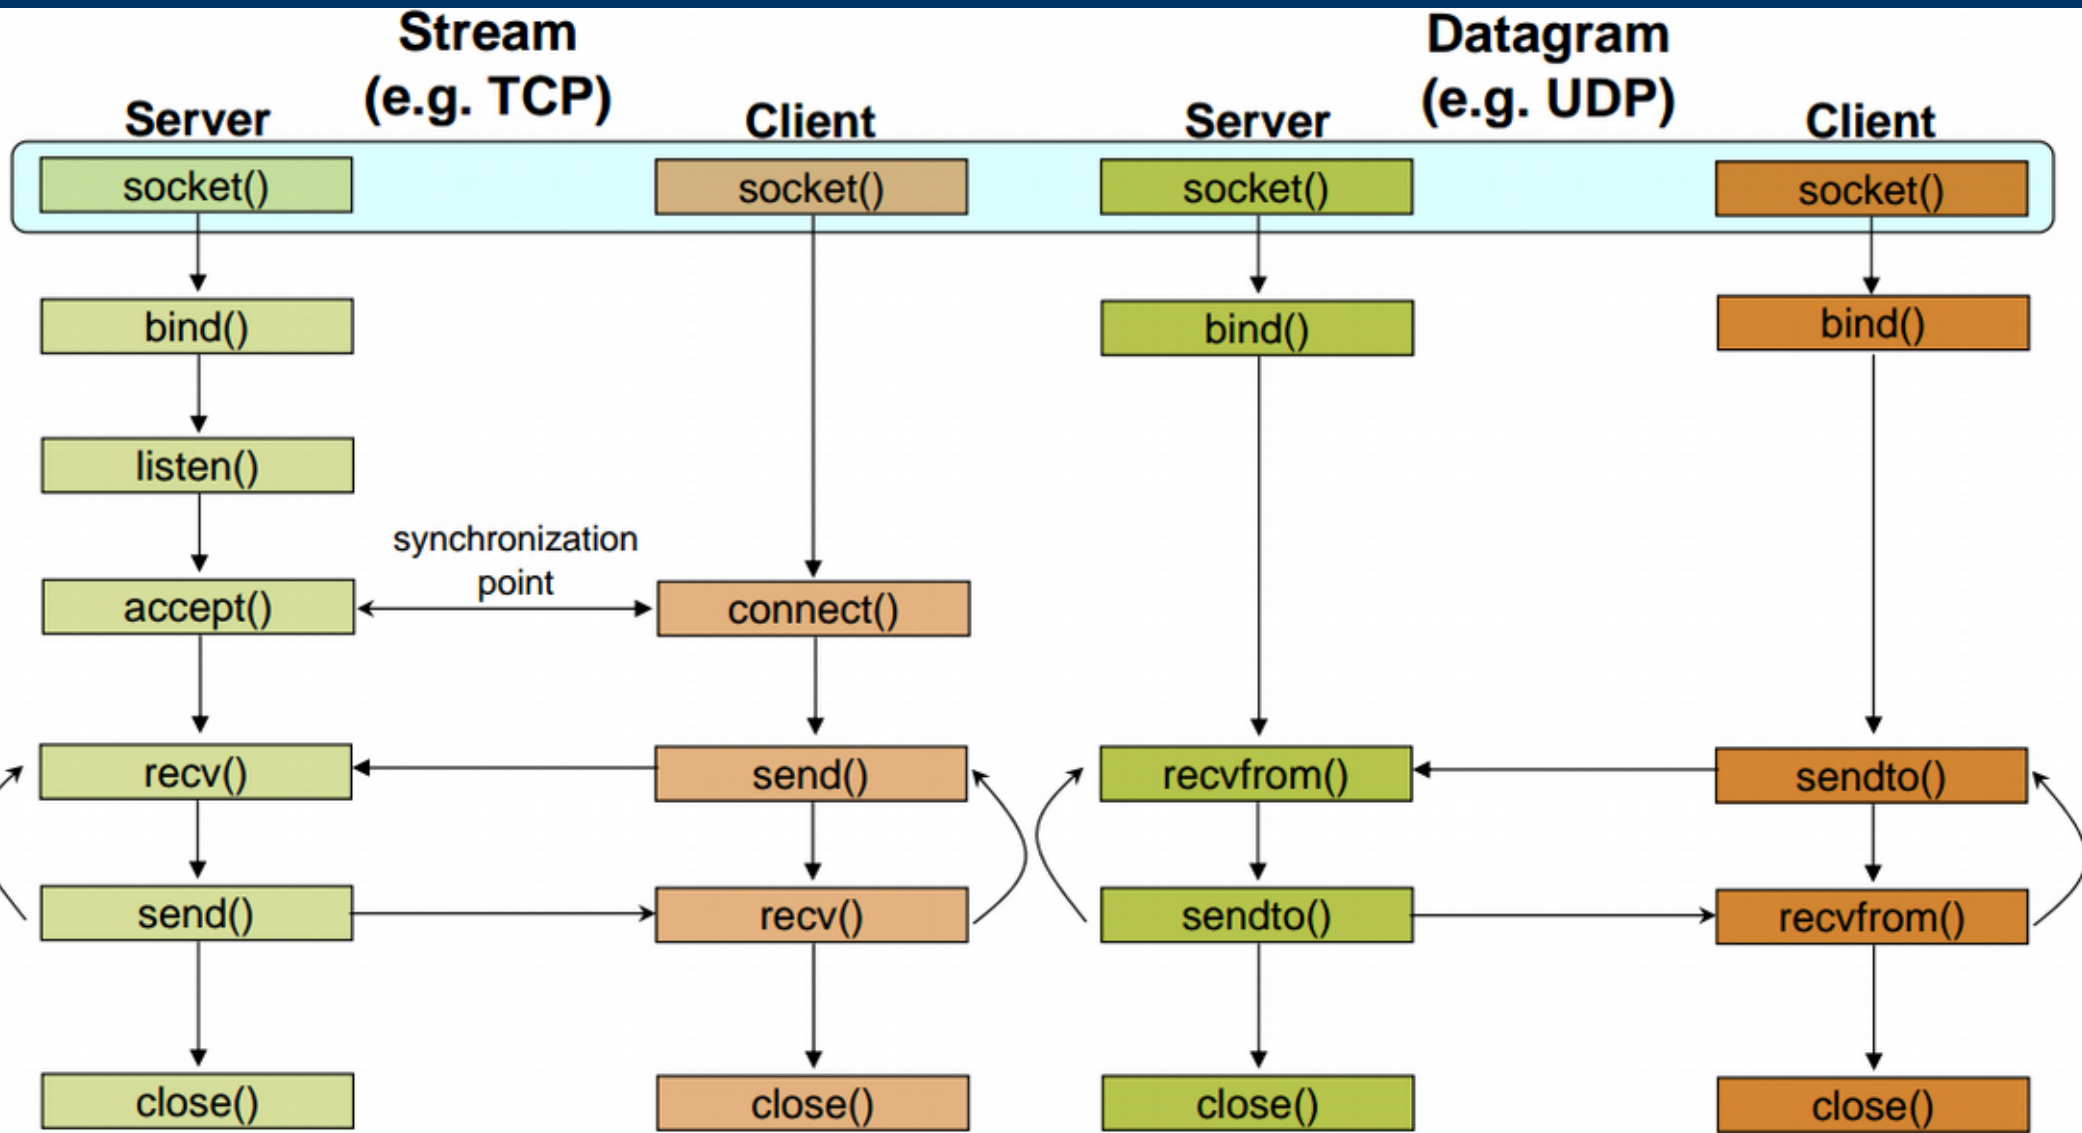 Stream
(e.g. TCP)
Datagram
(e.g. UDP)
Server
Client
Server
Client
socket()
socket()
socket()
socket()
bind()
bind()
bind()
listen()
synchronization
point
accept()
connect()
recv()
send()
recvfrom()
sendto()
send()
recv()
sendto()
recvfrom()
close()
close()
close()
close()